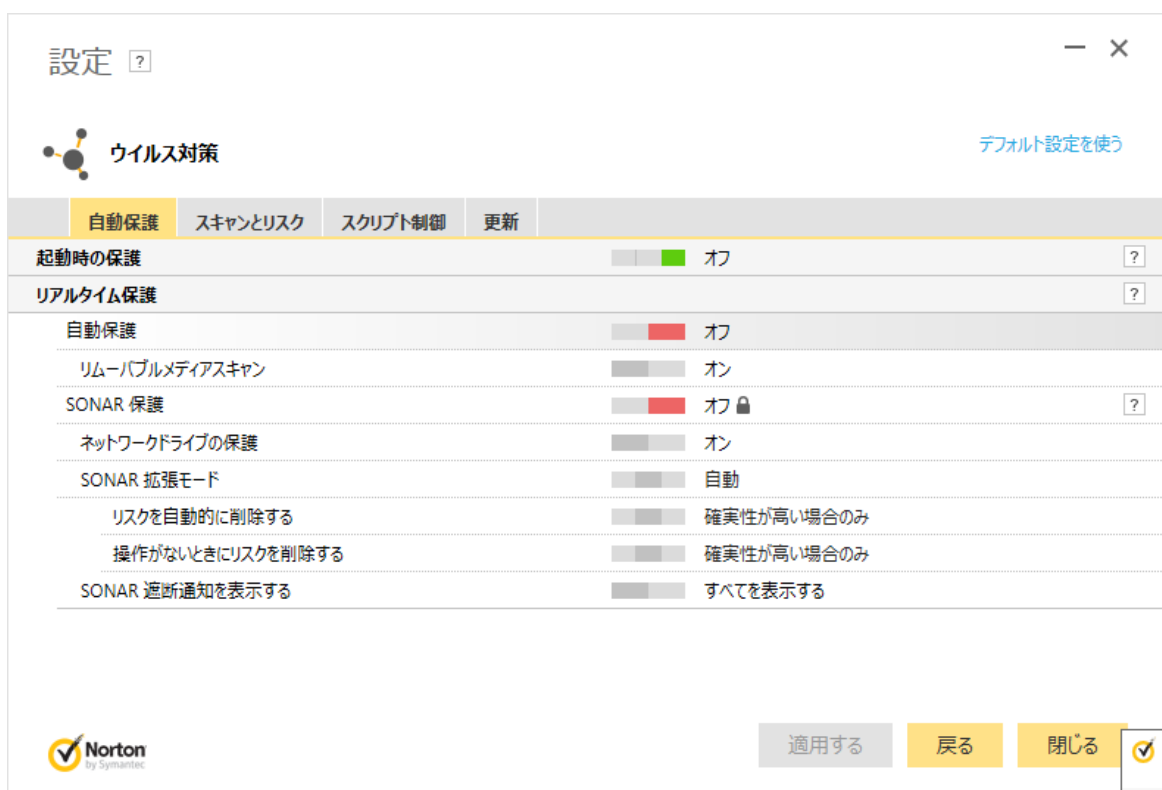 設定 ?
ウイルス対策
デフォルト設定を使う
自動保護 スキャンとリスク スクリプト制御 更新
起動時の保護 オフ ?
リアルタイム保護 ?
自動保護 オフ
リムーバブルメディアスキャン オン
SONAR 保護 オフ ?
ネットワークドライブの保護 オン
SONAR 拡張モード 自動
リスクを自動的に削除する 確実性が高い場合のみ
操作がないときにリスクを削除する 確実性が高い場合のみ
SONAR 遮断通知を表示する すべてを表示する
Norton
by Symantec
適用する 戻る 閉じる